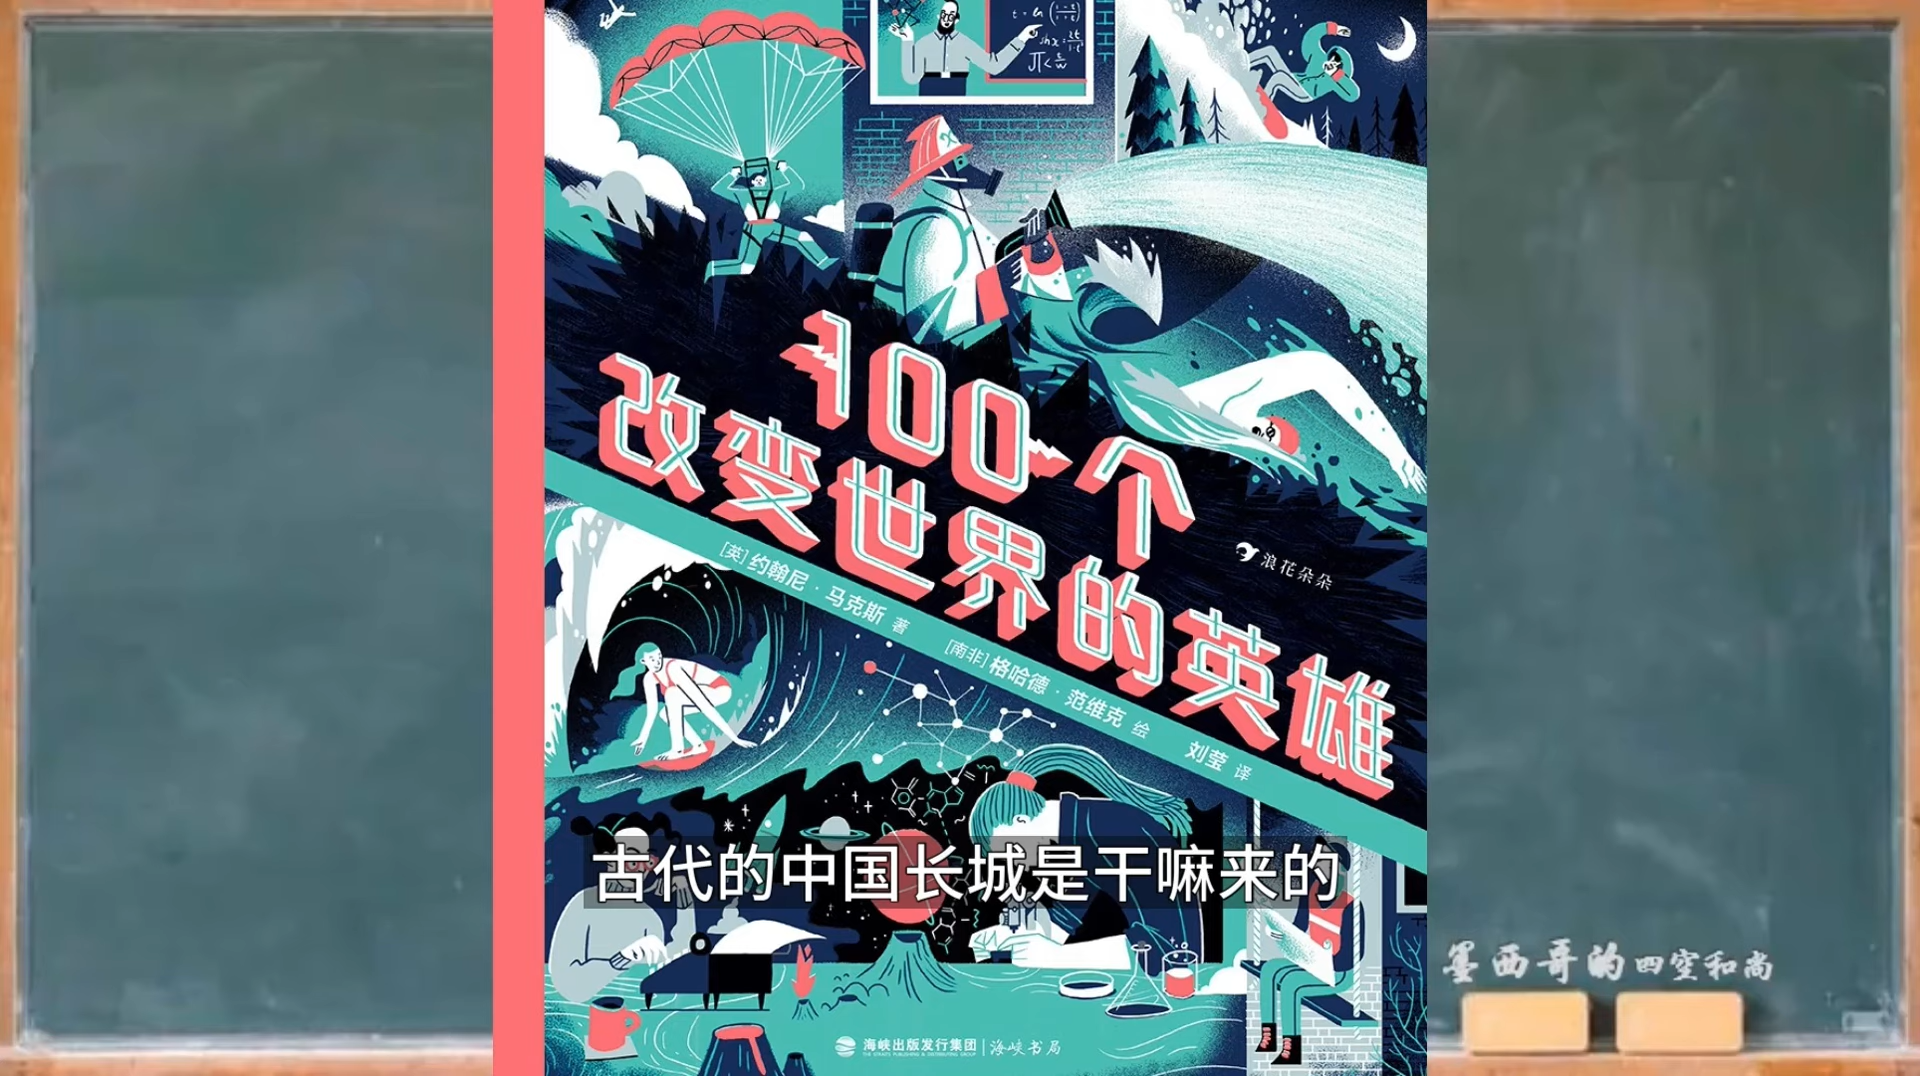 100个
改变世界的英雄
浪花朵朵
[英]约翰尼·马克斯 著 [南非]格哈德·范维克 绘 刘莹 译
古代的中国长城是干嘛来的
墨西哥的四空和尚
海峡出版发行集团 | 海峡书局